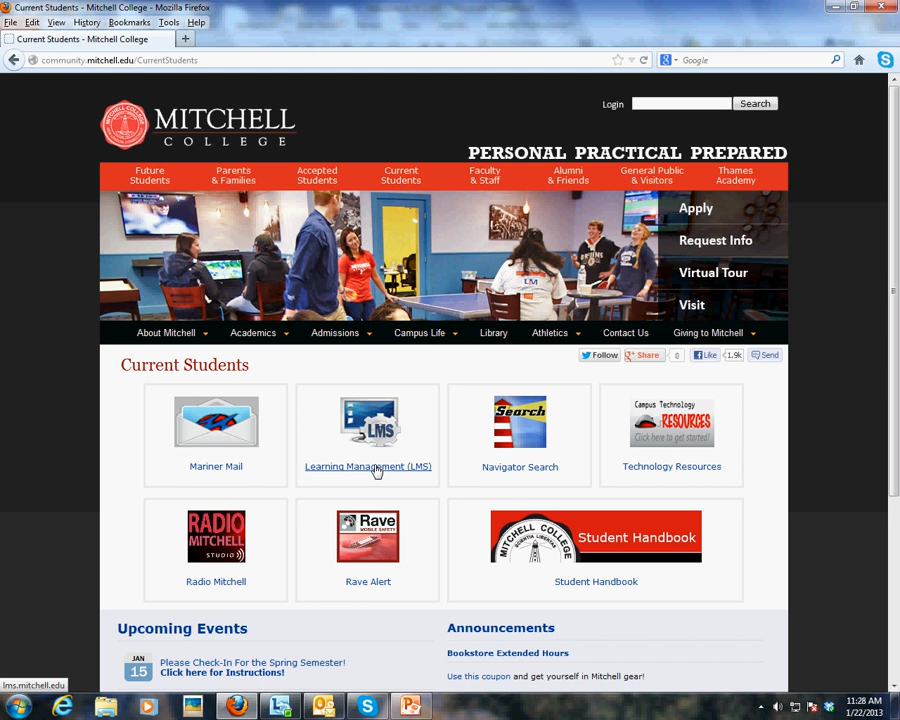 Current Students - Mitchell College - Mozilla Firefox
File Edit View History Bookmarks Tools Help
Current Students - Mitchell College
community.mitchell.edu/CurrentStudents
Google
MITCHELL
COLLEGE
Login
Search
PERSONAL PRACTICAL PREPARED
Future Students
Parents & Families
Accepted Students
Current Students
Faculty & Staff
Alumni & Friends
General Public & Visitors
Thames Academy
Apply
Request Info
Virtual Tour
Visit
BRUINS
LM
About Mitchell
Academics
Admissions
Campus Life
Library
Athletics
Contact Us
Giving to Mitchell
Current Students
Follow
Share
0
Like
1.9k
Send
LMS
Search
Campus Technology
RESOURCES
Click here to get started!
Mariner Mail
Learning Management (LMS)
Navigator Search
Technology Resources
RADIO
MITCHELL
STUDIO
Rave
MOBILE SAFETY
MITCHELL COLLEGE
Student Handbook
Radio Mitchell
Rave Alert
Student Handbook
Upcoming Events
Announcements
JAN
15
Please Check-In For the Spring Semester!
Click here for Instructions!
Bookstore Extended Hours
Use this coupon and get yourself in Mitchell gear!
lms.mitchell.edu
11:28 AM
1/22/2013